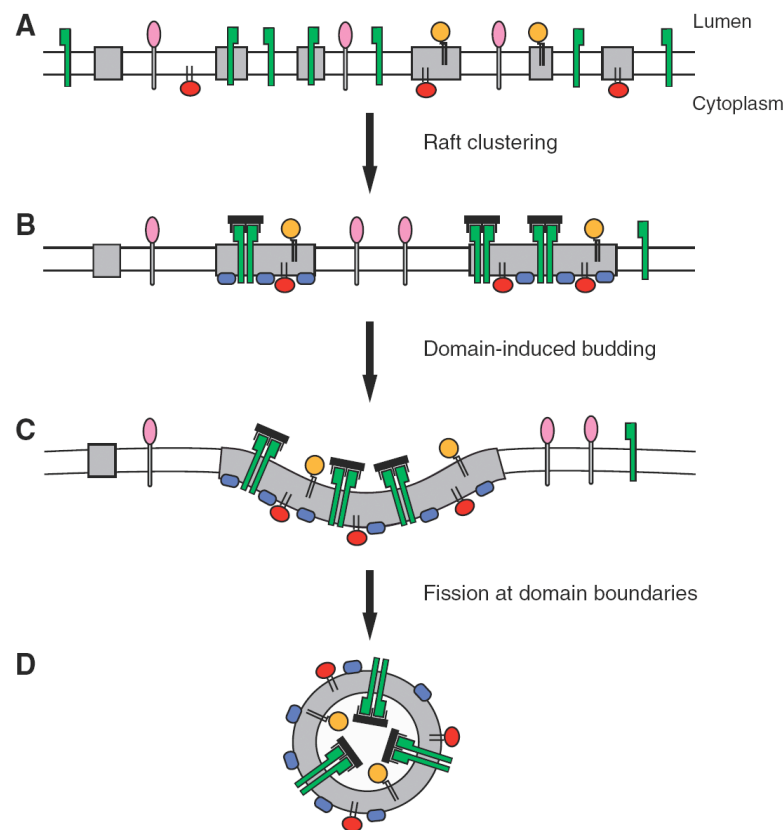 A
Lumen
Cytoplasm
Raft clustering
B
Domain-induced budding
C
Fission at domain boundaries
D